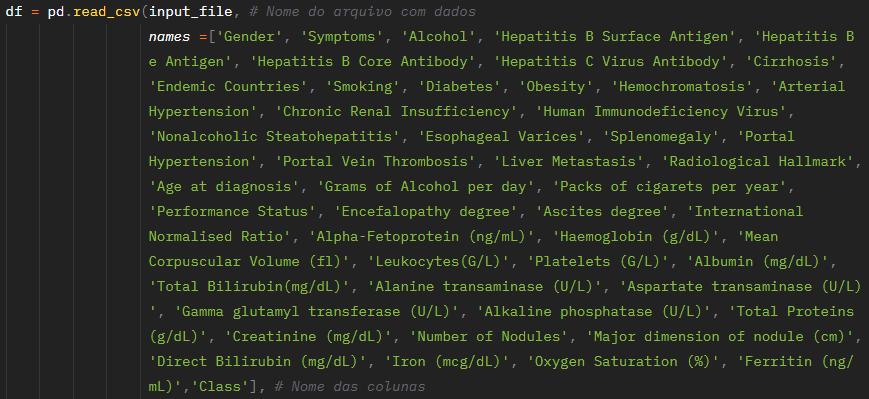 df = pd.read_csv(input_file, # Nome do arquivo com dados
names =['Gender', 'Symptoms', 'Alcohol', 'Hepatitis B Surface Antigen', 'Hepatitis B
e Antigen', 'Hepatitis B Core Antibody', 'Hepatitis C Virus Antibody', 'Cirrhosis',
'Endemic Countries', 'Smoking', 'Diabetes', 'Obesity', 'Hemochromatosis', 'Arterial
Hypertension', 'Chronic Renal Insufficiency', 'Human Immunodeficiency Virus',
'Nonalcoholic Steatohepatitis', 'Esophageal Varices', 'Splenomegaly', 'Portal
Hypertension', 'Portal Vein Thrombosis', 'Liver Metastasis', 'Radiological Hallmark',
'Age at diagnosis', 'Grams of Alcohol per day', 'Packs of cigarets per year',
'Performance Status', 'Encefalopathy degree', 'Ascites degree', 'International
Normalised Ratio', 'Alpha-Fetoprotein (ng/mL)', 'Haemoglobin (g/dL)', 'Mean
Corpuscular Volume (fl)', 'Leukocytes(G/L)', 'Platelets (G/L)', 'Albumin (mg/dL)',
'Total Bilirubin(mg/dL)', 'Alanine transaminase (U/L)', 'Aspartate transaminase (U/L)
', 'Gamma glutamyl transferase (U/L)', 'Alkaline phosphatase (U/L)', 'Total Proteins
(g/dL)', 'Creatinine (mg/dL)', 'Number of Nodules', 'Major dimension of nodule (cm)',
'Direct Bilirubin (mg/dL)', 'Iron (mcg/dL)', 'Oxygen Saturation (%)', 'Ferritin (ng/
mL)','Class'], # Nome das colunas